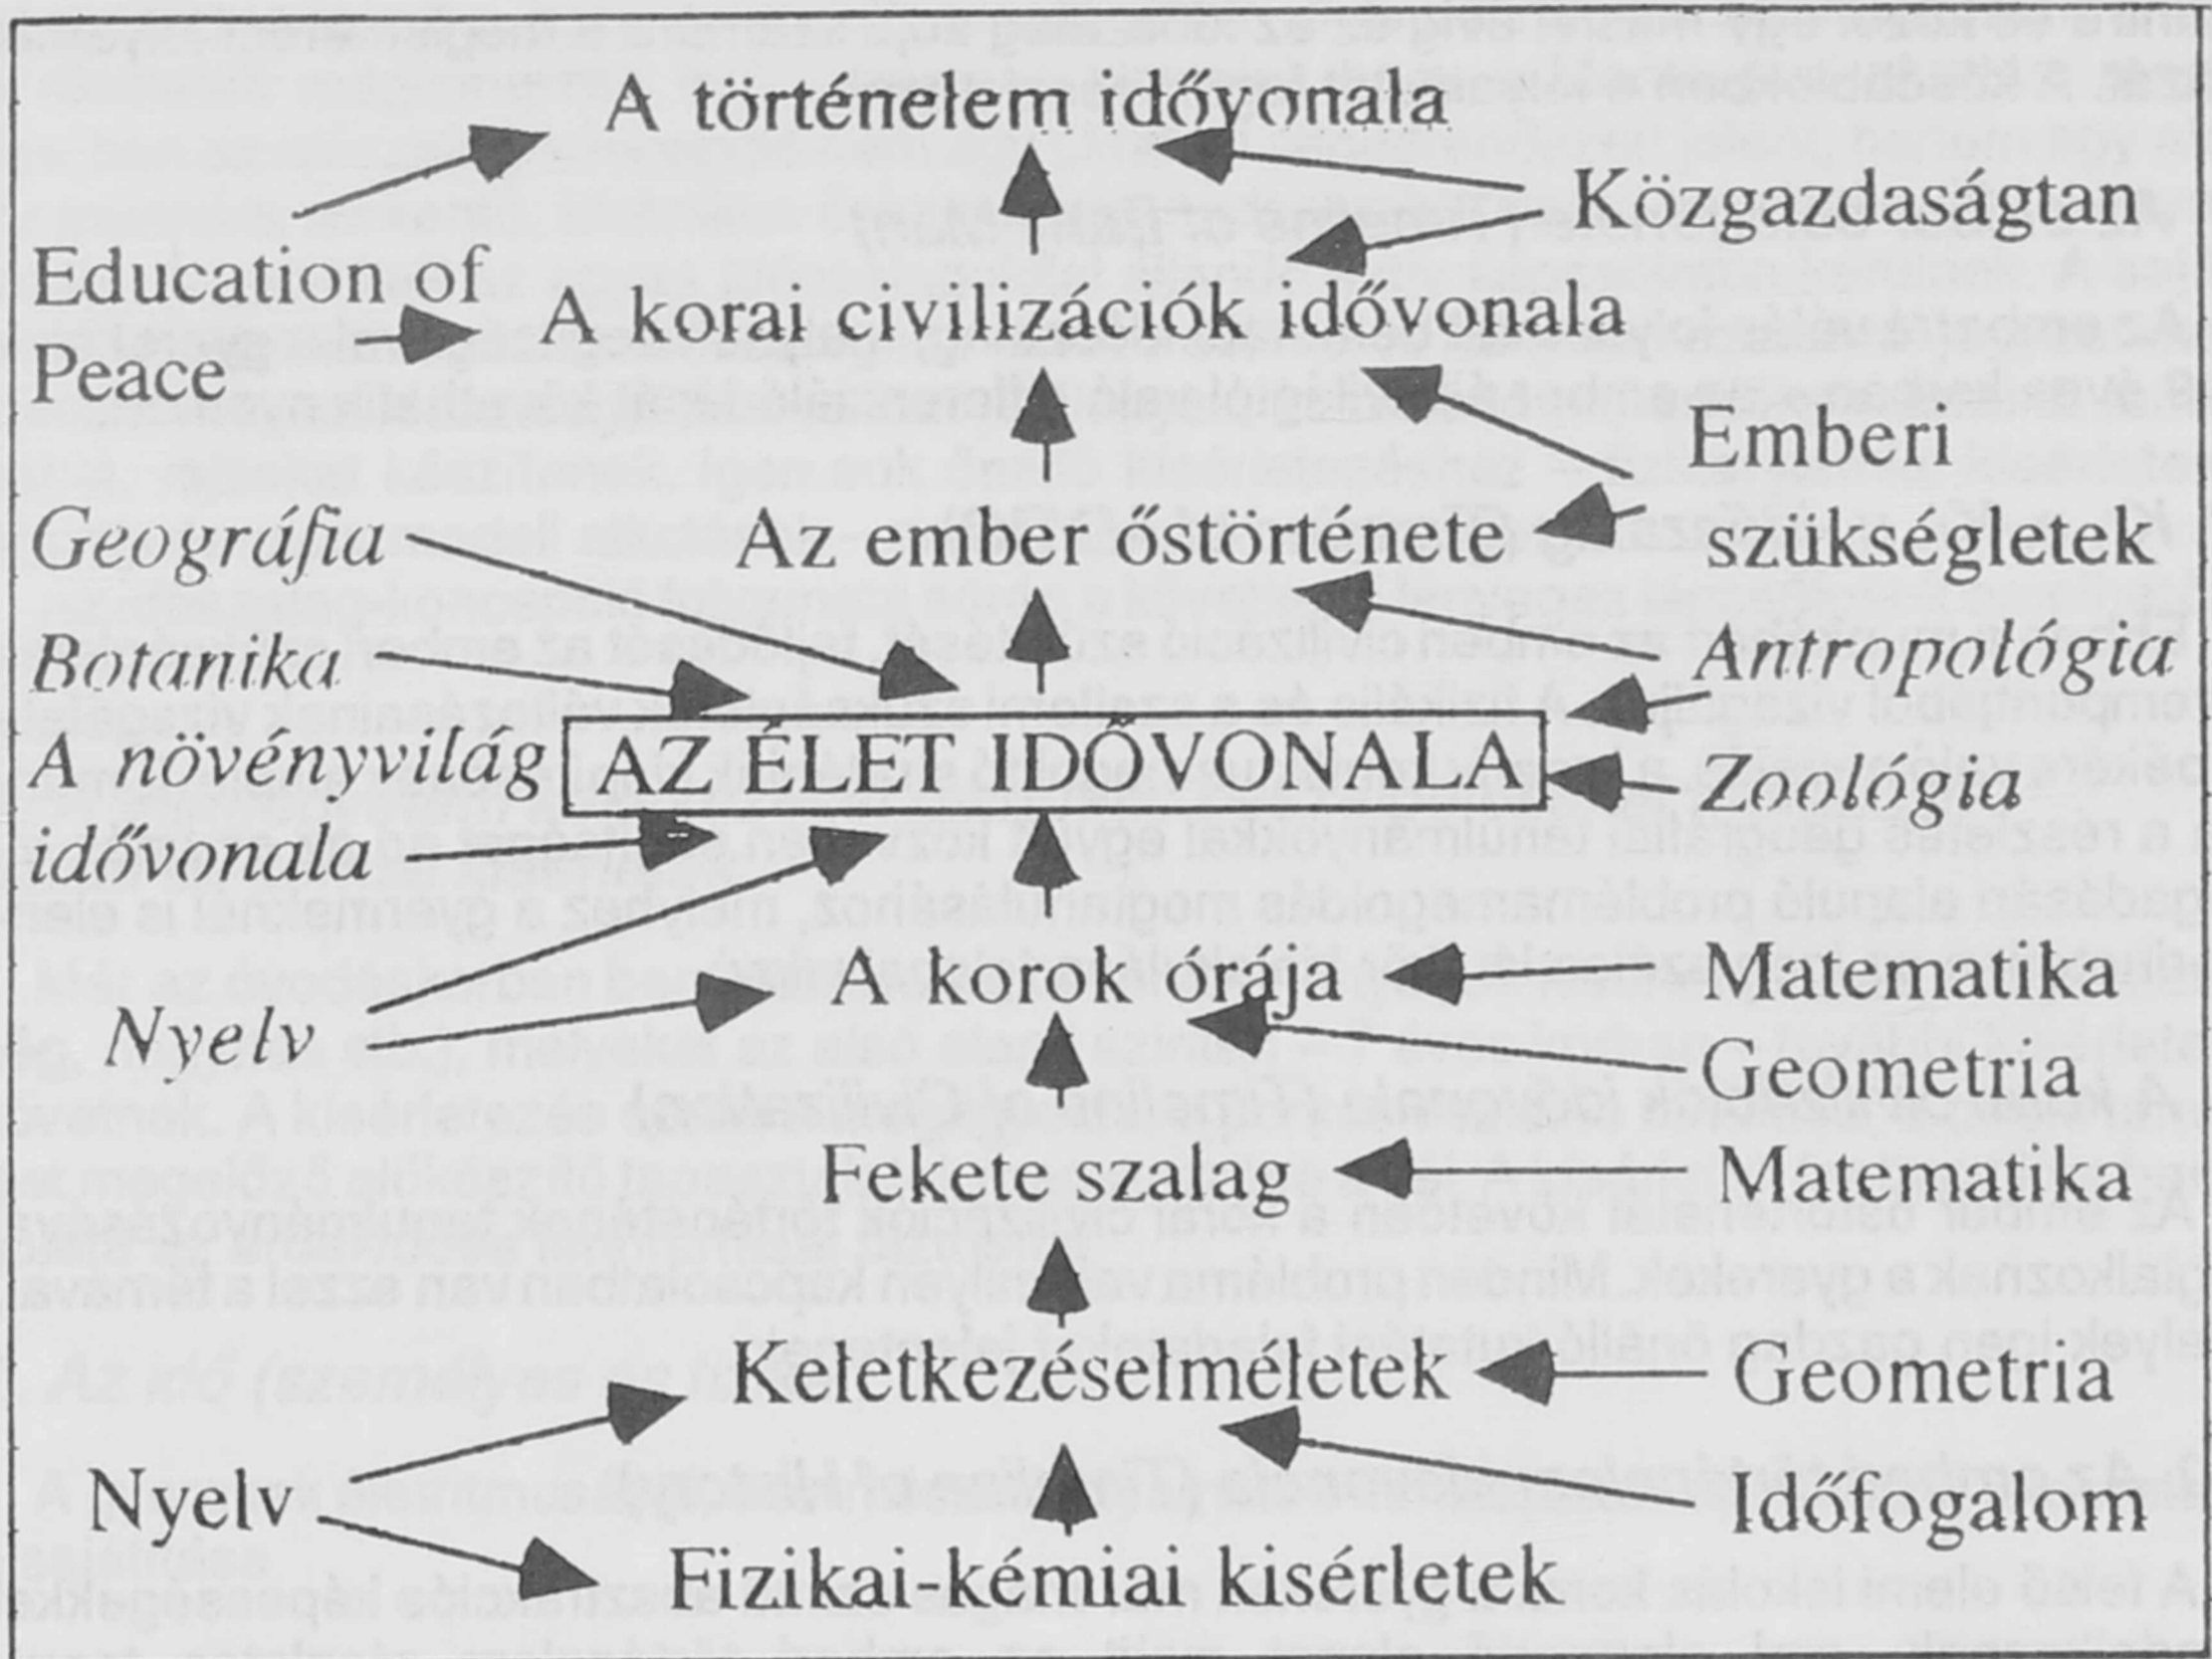 A történelem idővonala
Közgazdaságtan
Education of
Peace
A korai civilizációk idővonala
Emberi
szükségletek
Geográfia
Az ember őstörténete
Botanika
Antropológia
A növényvilág
idővonala
AZ ÉLET IDŐVONALA
Zoológia
A korok órája
Matematika
Nyelv
Geometria
Fekete szalag
Matematika
Keletkezéselméletek
Geometria
Nyelv
Időfogalom
Fizikai-kémiai kisérletek